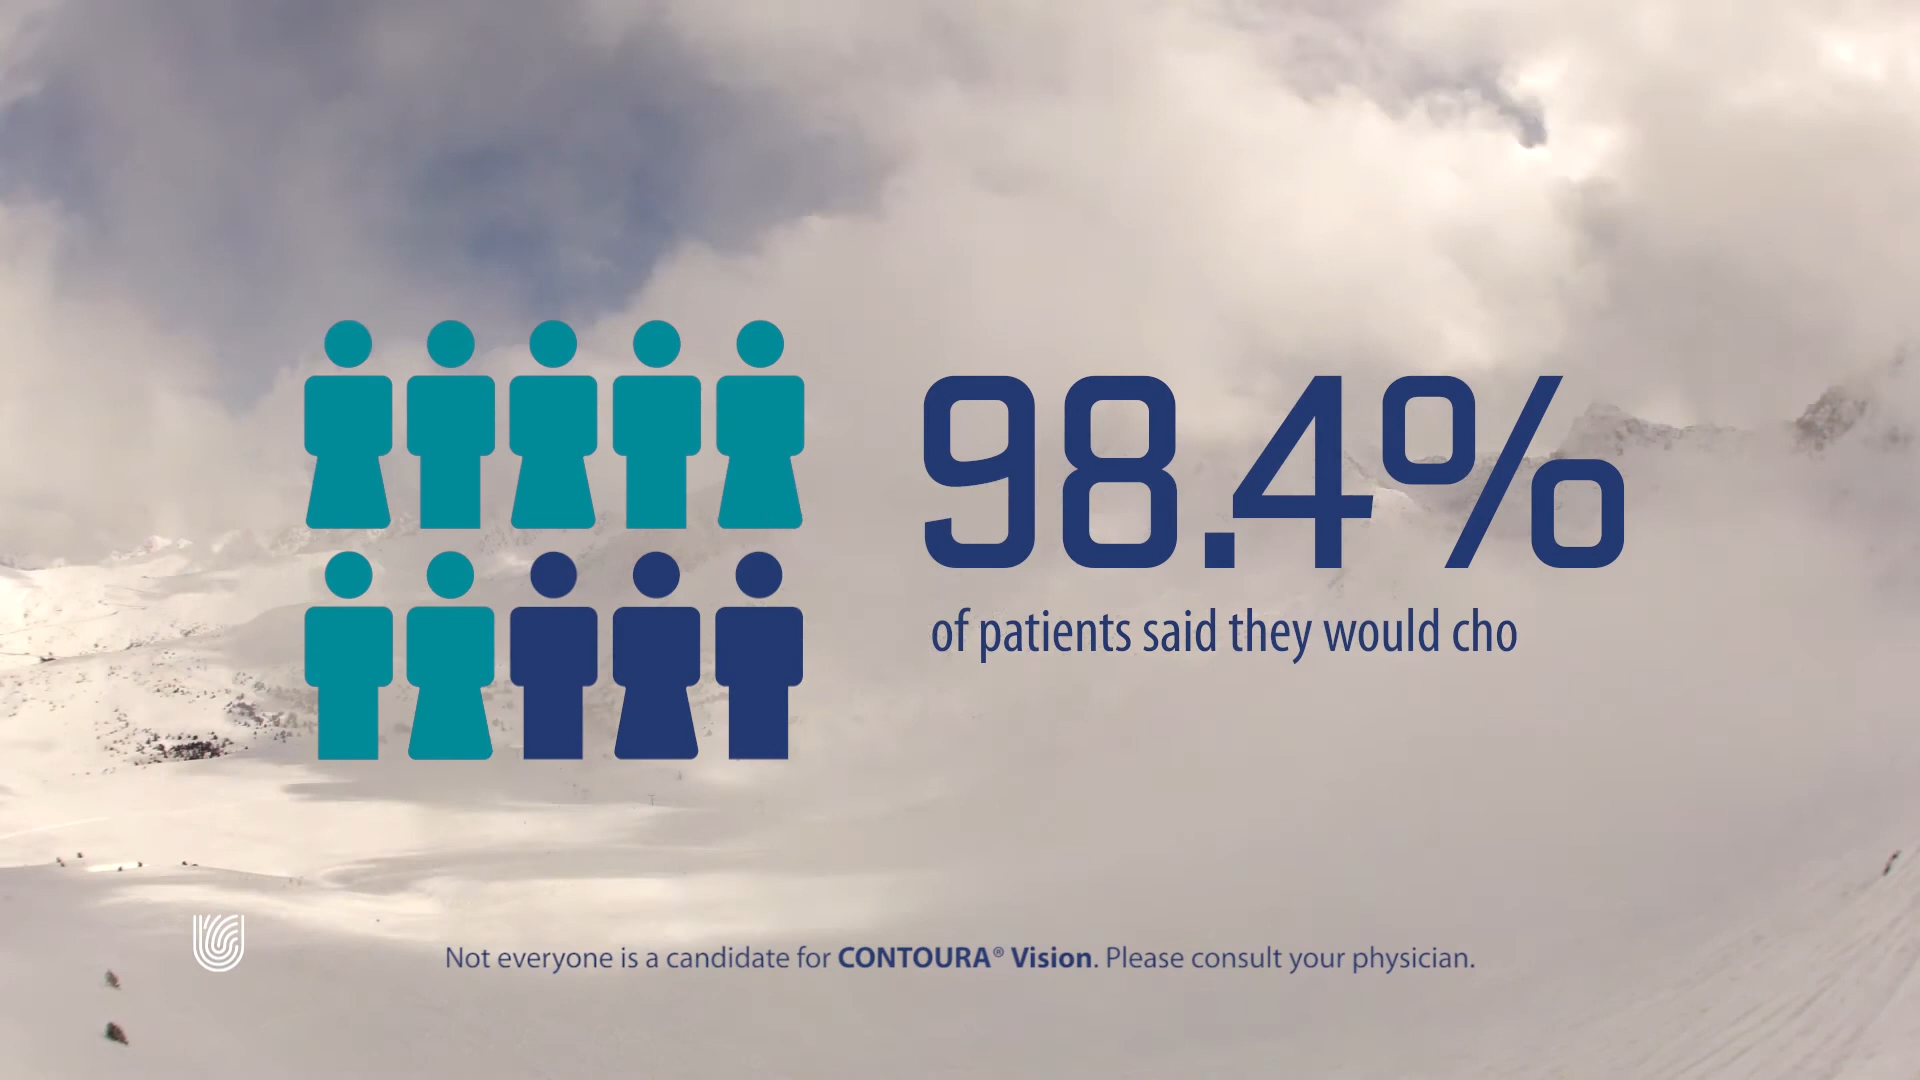 98.4%
of patients said they would cho
Not everyone is a candidate for CONTOURA® Vision. Please consult your physician.